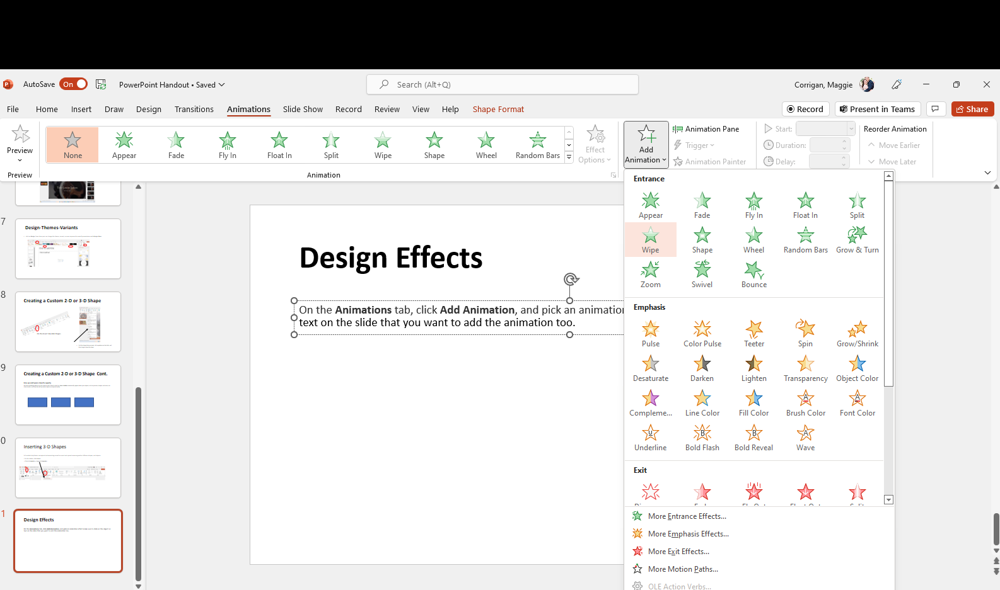 AutoSave On PowerPoint Handout • Saved Search (Alt+Q) Corrigan, Maggie
File Home Insert Draw Design Transitions Animations Slide Show Record Review View Help Shape Format Record Present in Teams Share
Preview
None Appear Fade Fly In Float In Split Wipe Shape Wheel Random Bars
Effect
Options
Add
Animation
Animation Pane
Trigger
Animation Painter
Start:
Duration:
Delay:
Reorder Animation
Move Earlier
Move Later
Preview Animation
7
Design-Themes-Variants
8
Creating a Custom 2-D or 3-D Shape
9
Creating a Custom 2-D or 3-D Shape Cont.
0
Inserting 3-D Shapes
1
Design Effects
Design Effects
On the Animations tab, click Add Animation, and pick an animation
text on the slide that you want to add the animation too.
Entrance
Appear Fade Fly In Float In Split
Wipe Shape Wheel Random Bars Grow & Turn
Zoom Swivel Bounce
Emphasis
Pulse Color Pulse Teeter Spin Grow/Shrink
Desaturate Darken Lighten Transparency Object Color
Compleme... Line Color Fill Color Brush Color Font Color
Underline Bold Flash Bold Reveal Wave
Exit
More Entrance Effects...
More Emphasis Effects...
More Exit Effects...
More Motion Paths...
OLE Action Verbs...